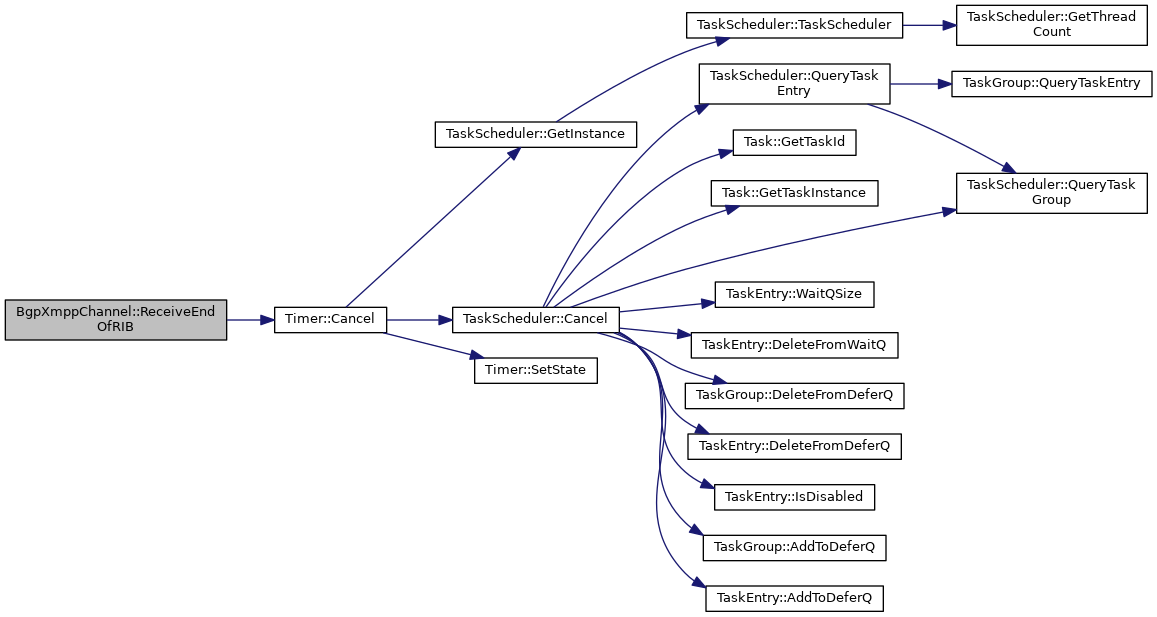 BgpXmppChannel::ReceiveEnd
OfRIB
Timer::Cancel
TaskScheduler::GetInstance
TaskScheduler::Cancel
Timer::SetState
TaskScheduler::TaskScheduler
TaskScheduler::QueryTask
Entry
Task::GetTaskId
Task::GetTaskInstance
TaskEntry::WaitQSize
TaskEntry::DeleteFromWaitQ
TaskGroup::DeleteFromDeferQ
TaskEntry::DeleteFromDeferQ
TaskEntry::IsDisabled
TaskGroup::AddToDeferQ
TaskEntry::AddToDeferQ
TaskScheduler::GetThread
Count
TaskGroup::QueryTaskEntry
TaskScheduler::QueryTask
Group